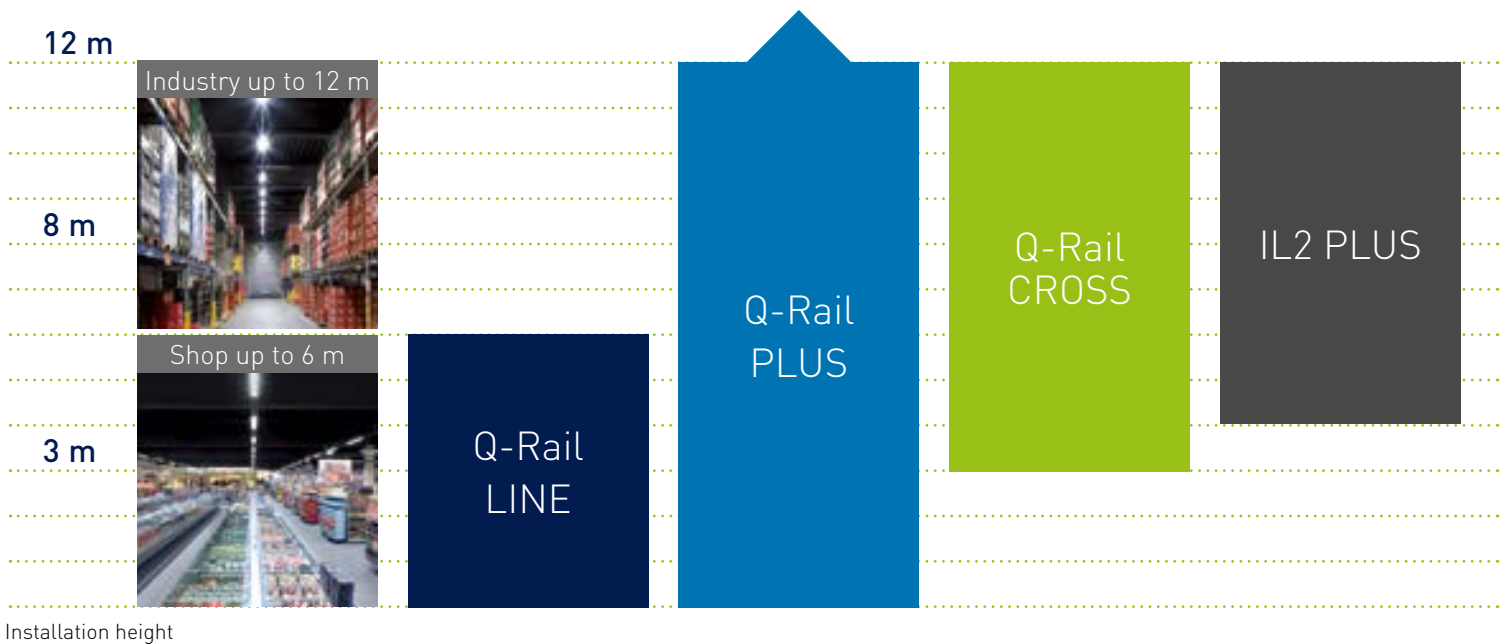 12 m
Industry up to 12 m
8 m
Shop up to 6 m
3 m
Q-Rail
LINE
Q-Rail
PLUS
Q-Rail
CROSS
IL2 PLUS
Installation height